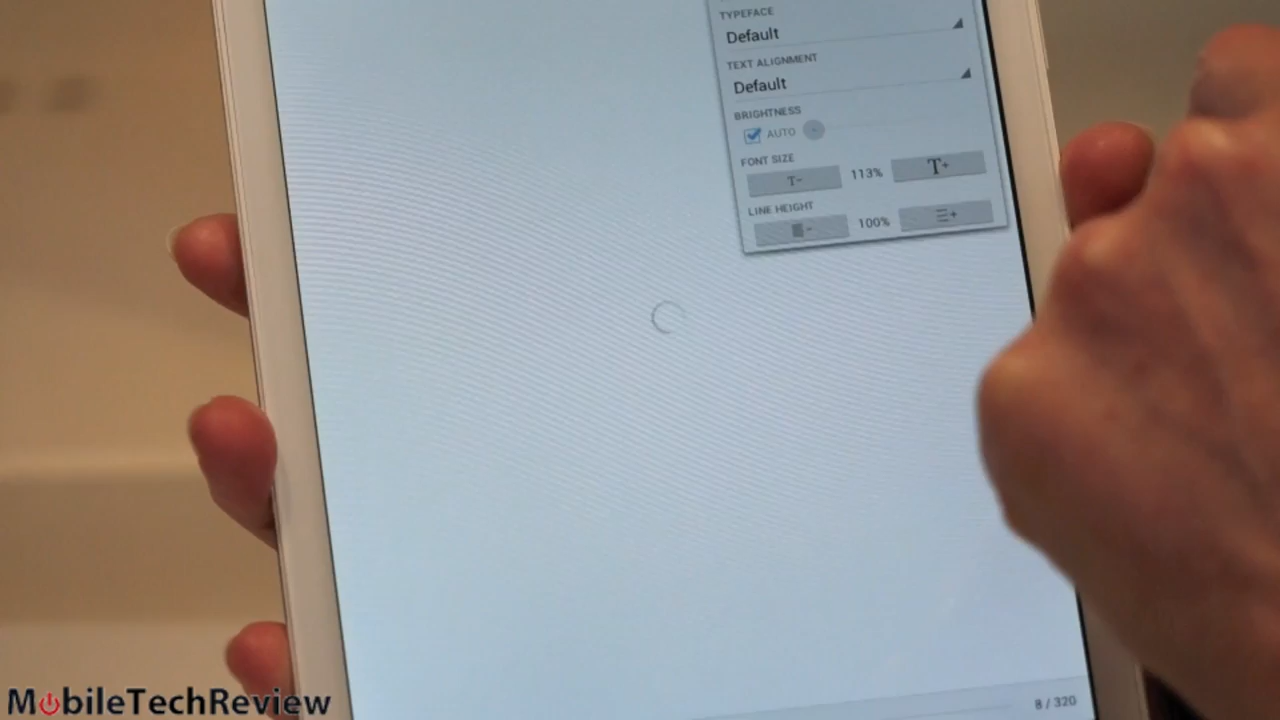 TYPEFACE
Default
TEXT ALIGNMENT
Default
BRIGHTNESS
AUTO
FONT SIZE
T- 113% T+
LINE HEIGHT
100%
8 / 320
MobileTechReview